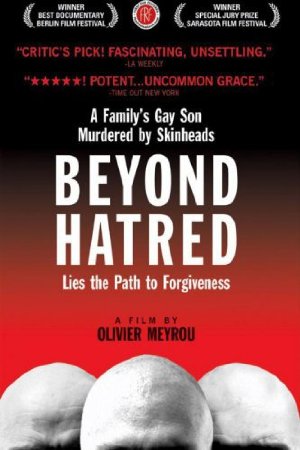 WINNER
BEST DOCUMENTARY
BERLIN FILM FESTIVAL
FRF
WINNER
SPECIAL JURY PRIZE
SARASOTA FILM FESTIVAL
"CRITIC'S PICK! FASCINATING, UNSETTLING."
-LA WEEKLY
"★★★★★! POTENT...UNCOMMON GRACE."
-TIME OUT NEW YORK
A Family's Gay Son
Murdered by Skinheads
BEYOND
HATRED
Lies the Path to Forgiveness
A FILM BY
OLIVIER MEYROU